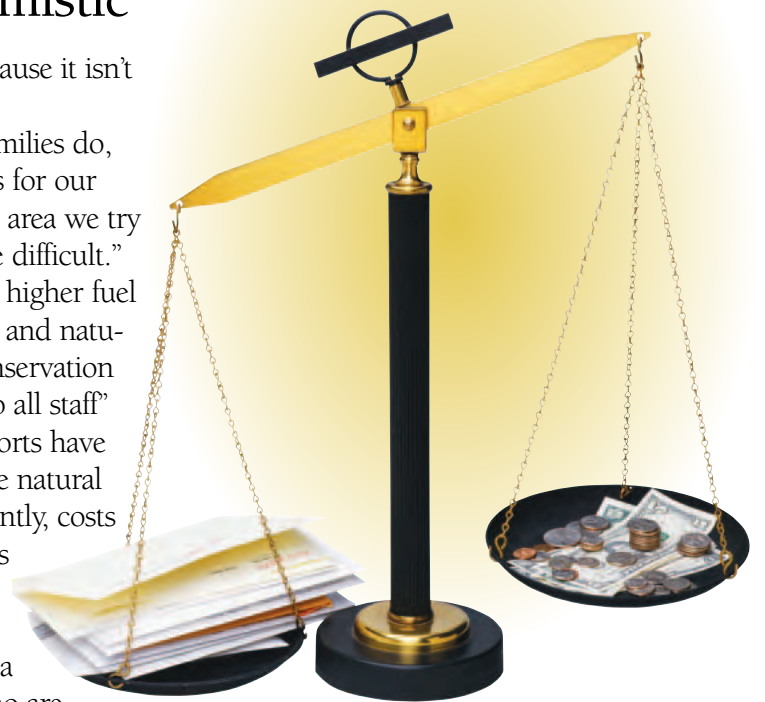 mistic
ause it isn't
milies do,
s for our
area we try
e difficult."
higher fuel
and natu-
nservation
o all staff"
orts have
e natural
ntly, costs
s
a